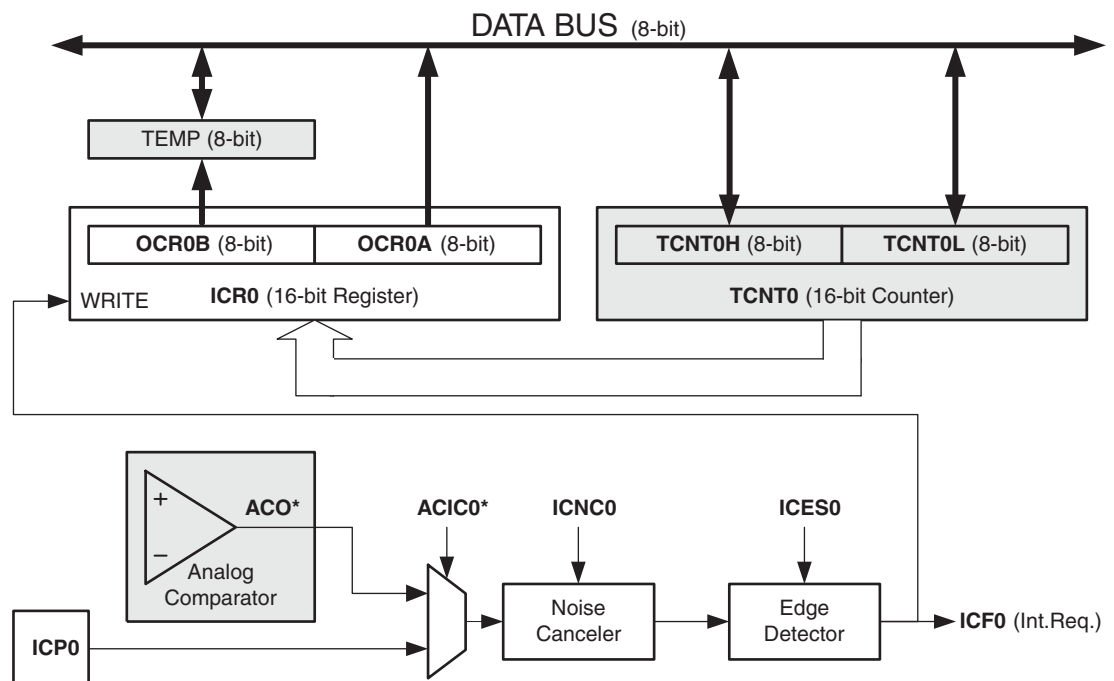 DATA BUS (8-bit)
TEMP (8-bit)
OCR0B (8-bit) OCR0A (8-bit) TCNT0H (8-bit) TCNT0L (8-bit)
WRITE ICR0 (16-bit Register) TCNT0 (16-bit Counter)
+ ACO* ACIC0* ICNC0 ICES0
−
Analog
Comparator
Noise
Canceler
Edge
Detector
ICF0 (Int.Req.)
ICP0